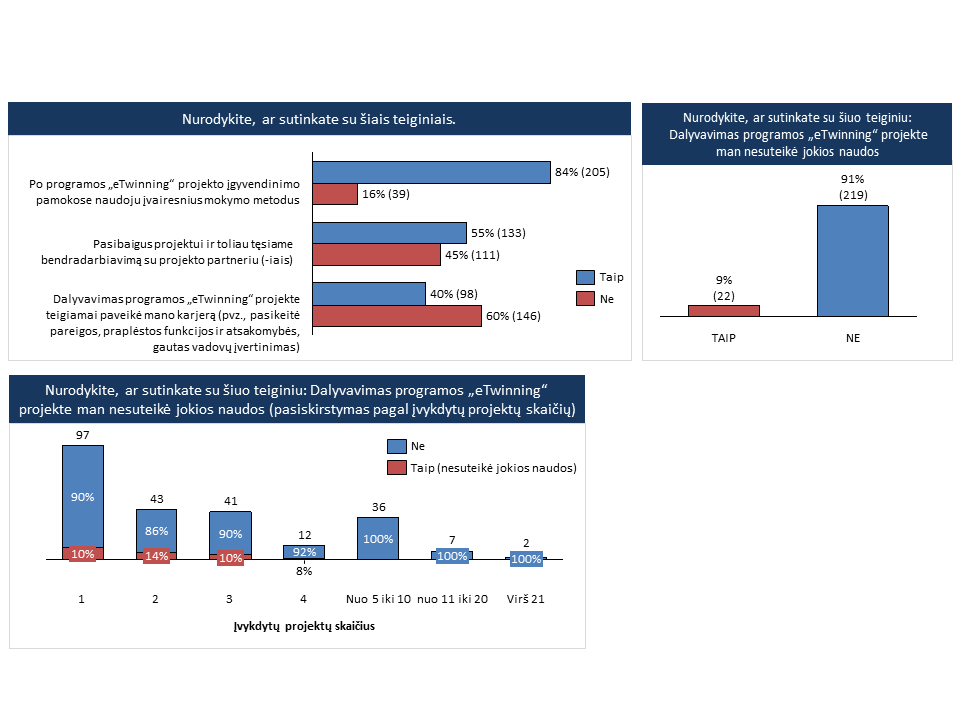 Nurodykite, ar sutinkate su šiais teiginiais.
Po programos „eTwinning“ projekto įgyvendinimo
pamokose naudoju įvairesnius mokymo metodus
84% (205)
16% (39)
Pasibaigus projektui ir toliau tęsiame
bendradarbiavimą su projekto partneriu (-iais)
55% (133)
45% (111)
Dalyvavimas programos „eTwinning“ projekte
teigiamai paveikė mano karjerą (pvz., pasikeitė
pareigos, praplėstos funkcijos ir atsakomybės,
gautas vadovų įvertinimas)
40% (98)
60% (146)
Taip
Ne
Nurodykite, ar sutinkate su šiuo teiginiu:
Dalyvavimas programos „eTwinning“ projekte
man nesuteikė jokios naudos
91%
(219)
9%
(22)
TAIP
NE
Nurodykite, ar sutinkate su šiuo teiginiu: Dalyvavimas programos „eTwinning“
projekte man nesuteikė jokios naudos (pasiskirstymas pagal įvykdytų projektų skaičių)
Ne
Taip (nesuteikė jokios naudos)
97
43
41
12
36
7
2
90%
86%
90%
92%
100%
100%
100%
10%
14%
10%
8%
1
2
3
4
Nuo 5 iki 10
nuo 11 iki 20
Virš 21
Įvykdytų projektų skaičius